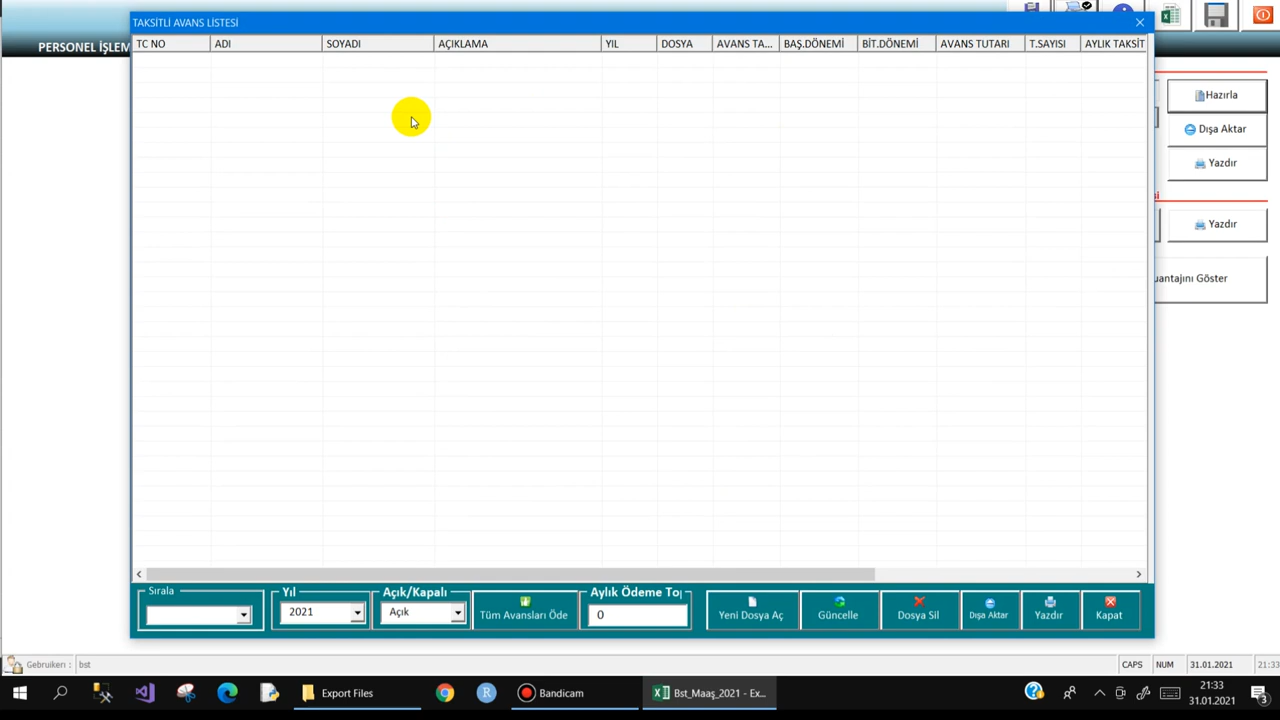 TAKSİTLİ AVANS LİSTESİ
PERSONEL İŞLEM
TC NO ADI SOYADI AÇIKLAMA YIL DOSYA AVANS TA... BAŞ.DÖNEMİ BİT.DÖNEMİ AVANS TUTARI T.SAYISI AYLIK TAKSİT
Hazırla
Dışa Aktar
Yazdır
Yazdır
uantajını Göster
Sırala
Yıl
2021
Açık/Kapalı
Açık
Tüm Avansları Öde
Aylık Ödeme To
0
Yeni Dosya Aç
Güncelle
Dosya Sil
Dışa Aktar
Yazdır
Kapat
Gebruikerı : bst
CAPS NUM 31.01.2021 21:33
Export Files
Bandicam
Bst_Maaş_2021 - Ex...
21:33
31.01.2021
3